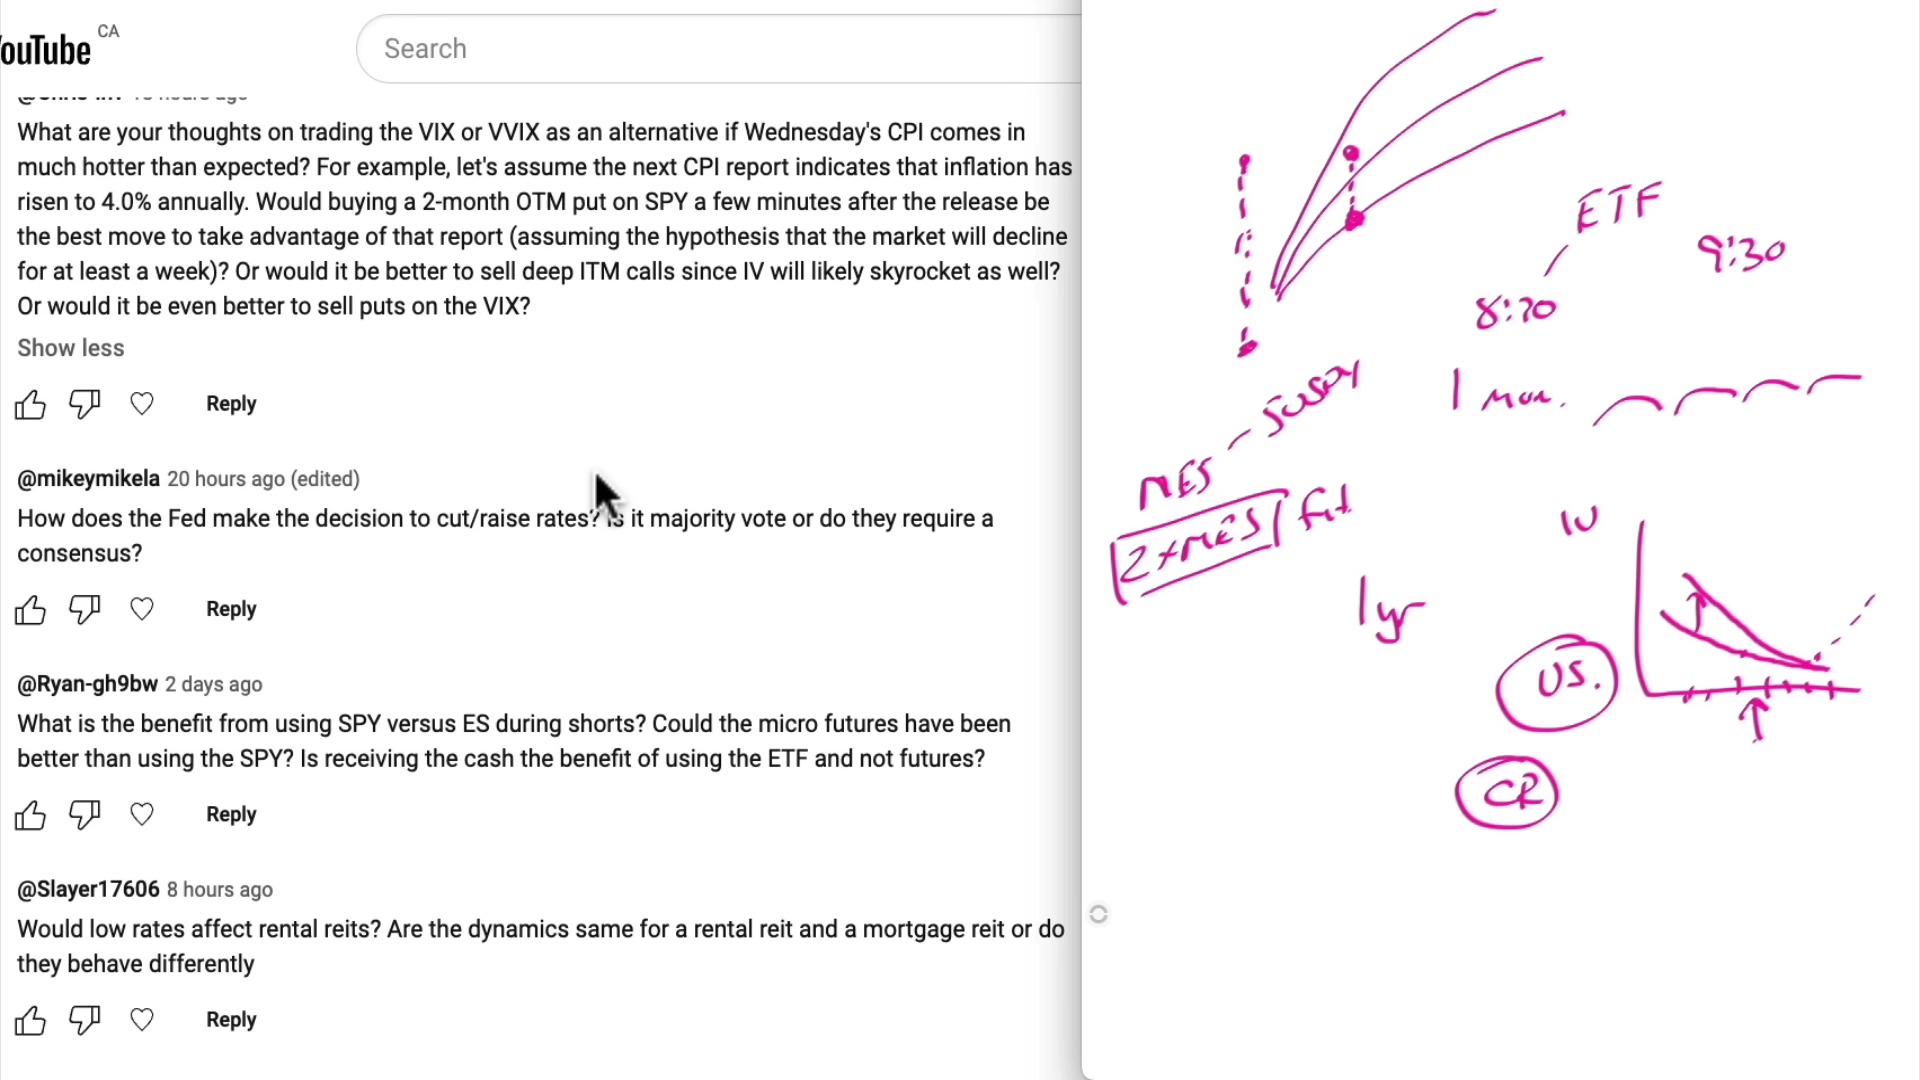 ouTube CA
Search
What are your thoughts on trading the VIX or VVIX as an alternative if Wednesday's CPI comes in
much hotter than expected? For example, let's assume the next CPI report indicates that inflation has
risen to 4.0% annually. Would buying a 2-month OTM put on SPY a few minutes after the release be
the best move to take advantage of that report (assuming the hypothesis that the market will decline
for at least a week)? Or would it be better to sell deep ITM calls since IV will likely skyrocket as well?
Or would it be even better to sell puts on the VIX?
Show less
Reply
@mikeymikela 20 hours ago (edited)
How does the Fed make the decision to cut/raise rates? Is it majority vote or do they require a
consensus?
Reply
@Ryan-gh9bw 2 days ago
What is the benefit from using SPY versus ES during shorts? Could the micro futures have been
better than using the SPY? Is receiving the cash the benefit of using the ETF and not futures?
Reply
@Slayer17606 8 hours ago
Would low rates affect rental reits? Are the dynamics same for a rental reit and a mortgage reit or do
they behave differently
Reply
ETF
9:30
1 mon.
MES
2xMES
fut
IV
1yr
US.
CR